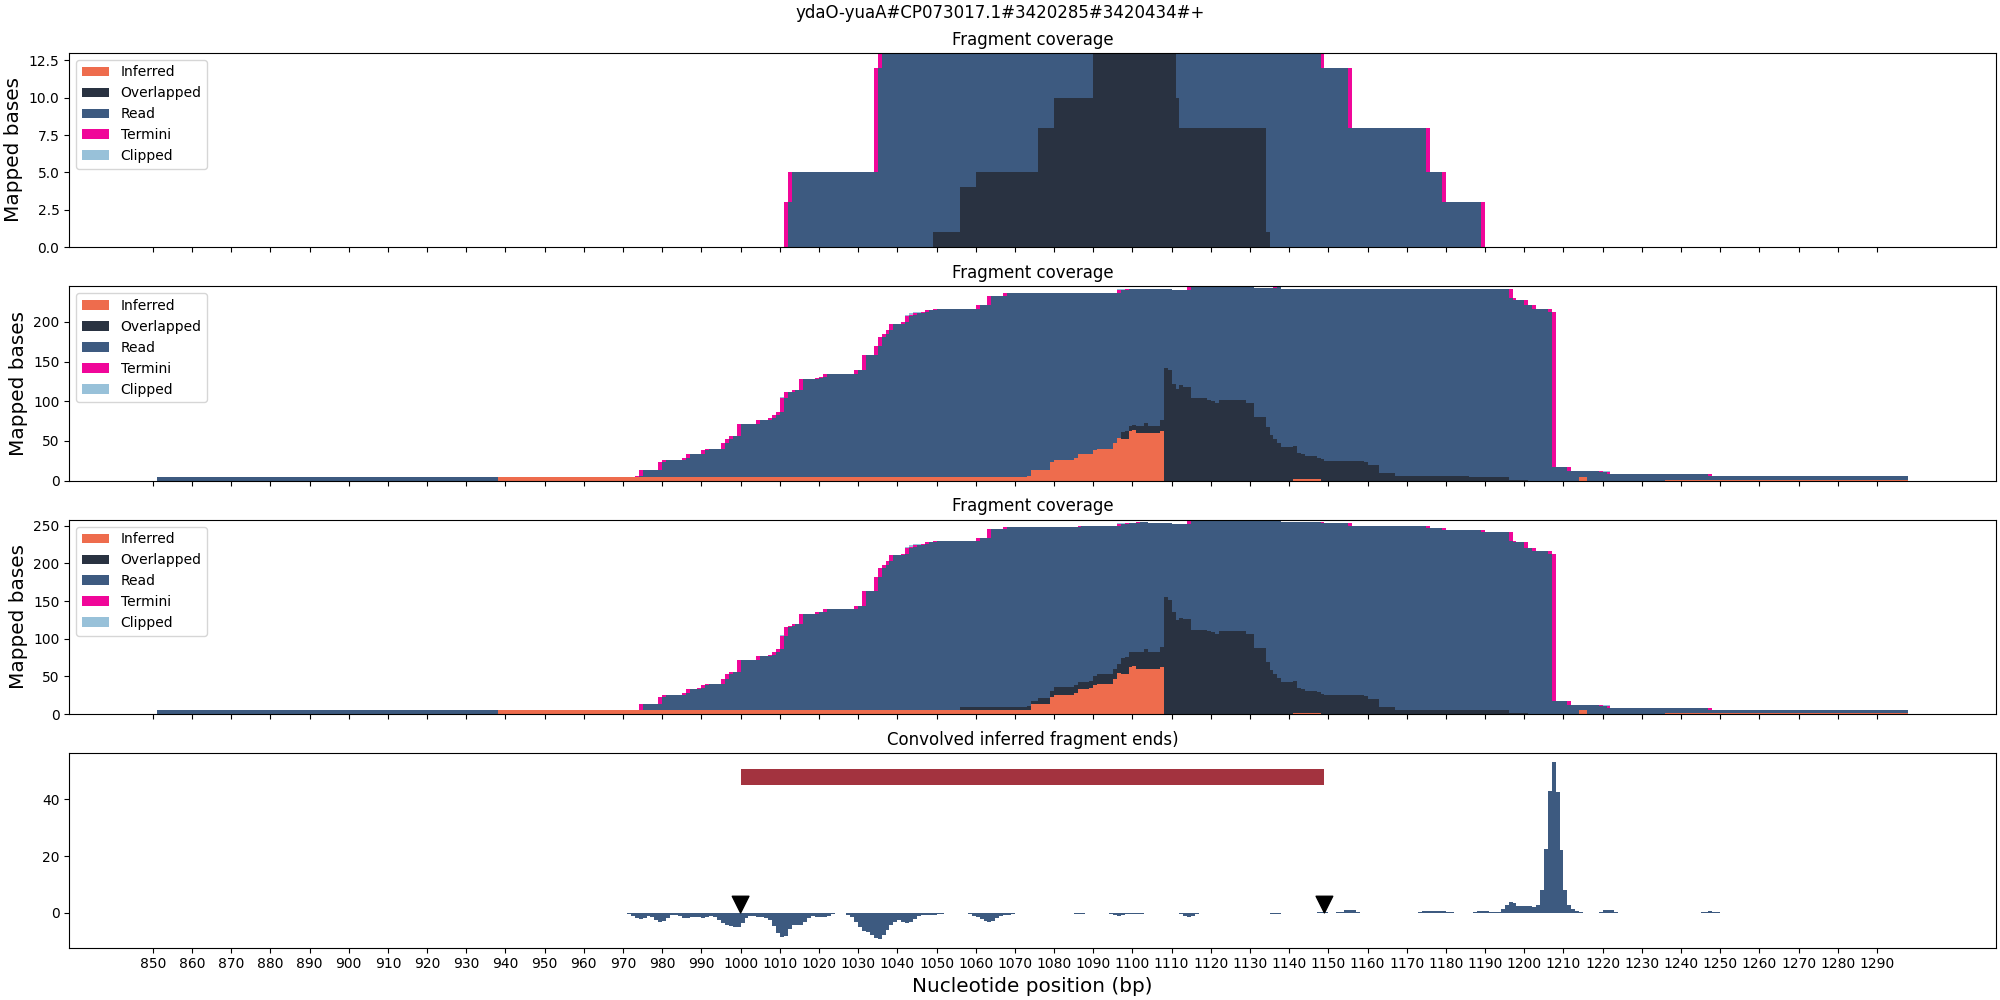 ydaO-yuaA#CP073017.1#3420285#3420434#+
Fragment coverage
Mapped bases
12.5
10.0
7.5
5.0
2.5
0.0
Inferred
Overlapped
Read
Termini
Clipped
Fragment coverage
Mapped bases
200
150
100
50
0
Inferred
Overlapped
Read
Termini
Clipped
Fragment coverage
Mapped bases
250
200
150
100
50
0
Inferred
Overlapped
Read
Termini
Clipped
Convolved inferred fragment ends)
40
20
0
850 860 870 880 890 900 910 920 930 940 950 960 970 980 990 1000 1010 1020 1030 1040 1050 1060 1070 1080 1090 1100 1110 1120 1130 1140 1150 1160 1170 1180 1190 1200 1210 1220 1230 1240 1250 1260 1270 1280 1290
Nucleotide position (bp)